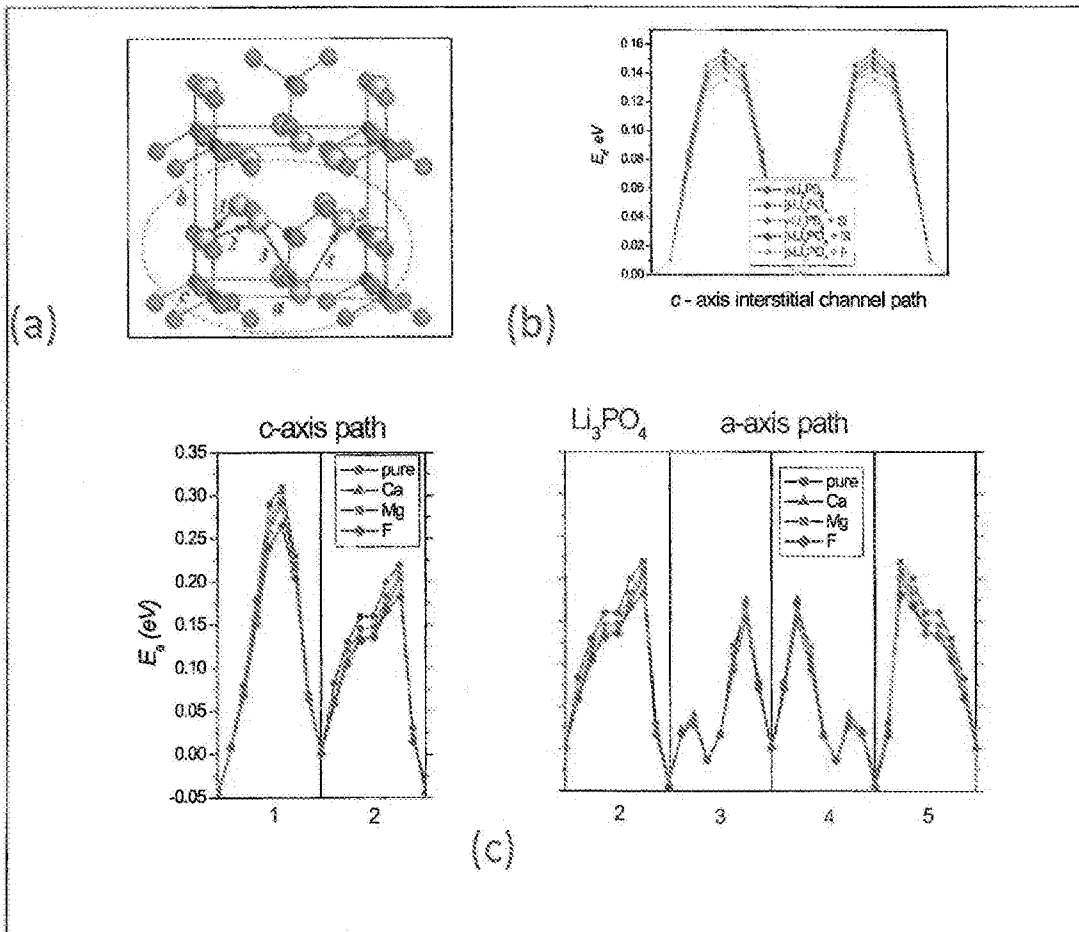 (a)
0.16
0.14
0.12
0.10
0.08
0.06
0.04
0.02
0.00
eV
c - axis interstitial channel path
(b)
c-axis path
0.35
0.30
0.25
0.20
0.15
0.10
0.05
0.00
-0.05
Eₐ (eV)
pure
Ca
Mg
F
1
2
Li₃PO₄
a-axis path
pure
Ca
Mg
F
2
3
4
5
(c)